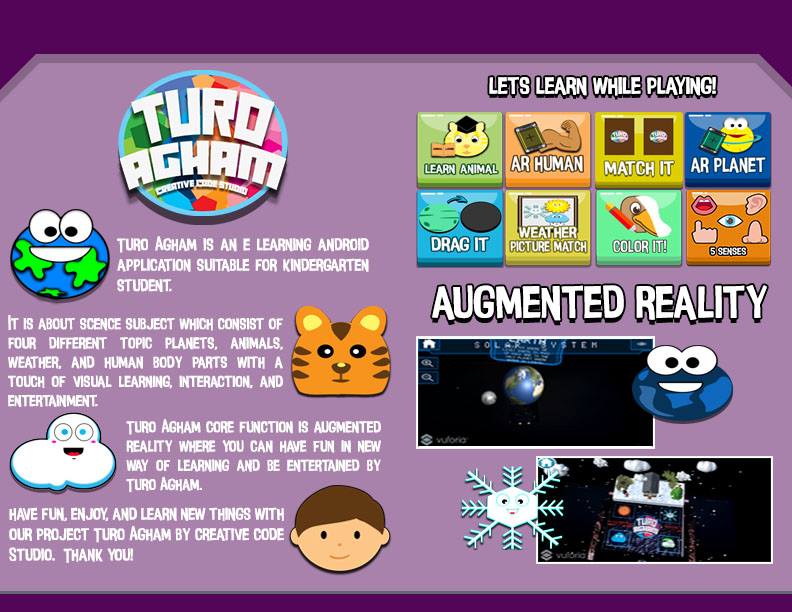 TURO
AGHAM
CREATIVE CODE STUDIO
TURO AGHAM IS AN E LEARNING ANDROID
APPLICATION SUITABLE FOR KINDERGARTEN
STUDENT.
IT IS ABOUT SCENCE SUBJECT WHICH CONSIST OF
FOUR DIFFERENT TOPIC PLANETS, ANIMALS,
WEATHER, AND HUMAN BODY PARTS WITH A
TOUCH OF VISUAL LEARNING, INTERACTION, AND
ENTERTAINMENT.
TURO AGHAM CORE FUNCTION IS AUGMENTED
REALITY WHERE YOU CAN HAVE FUN IN NEW
WAY OF LEARNING AND BE ENTERTAINED BY
TURO AGHAM.
HAVE FUN, ENJOY, AND LEARN NEW THINGS WITH
OUR PROJECT TURO AGHAM BY CREATIVE CODE
STUDIO. THANK YOU!
LETS LEARN WHILE PLAYING!
LEARN ANIMAL
AR HUMAN
MATCH IT
AR PLANET
DRAG IT
WEATHER
PICTURE MATCH
COLOR IT!
5 SENSES
AUGMENTED REALITY
SOLAR SYSTEM
vuforia
TURO
AGHAM
vuforia